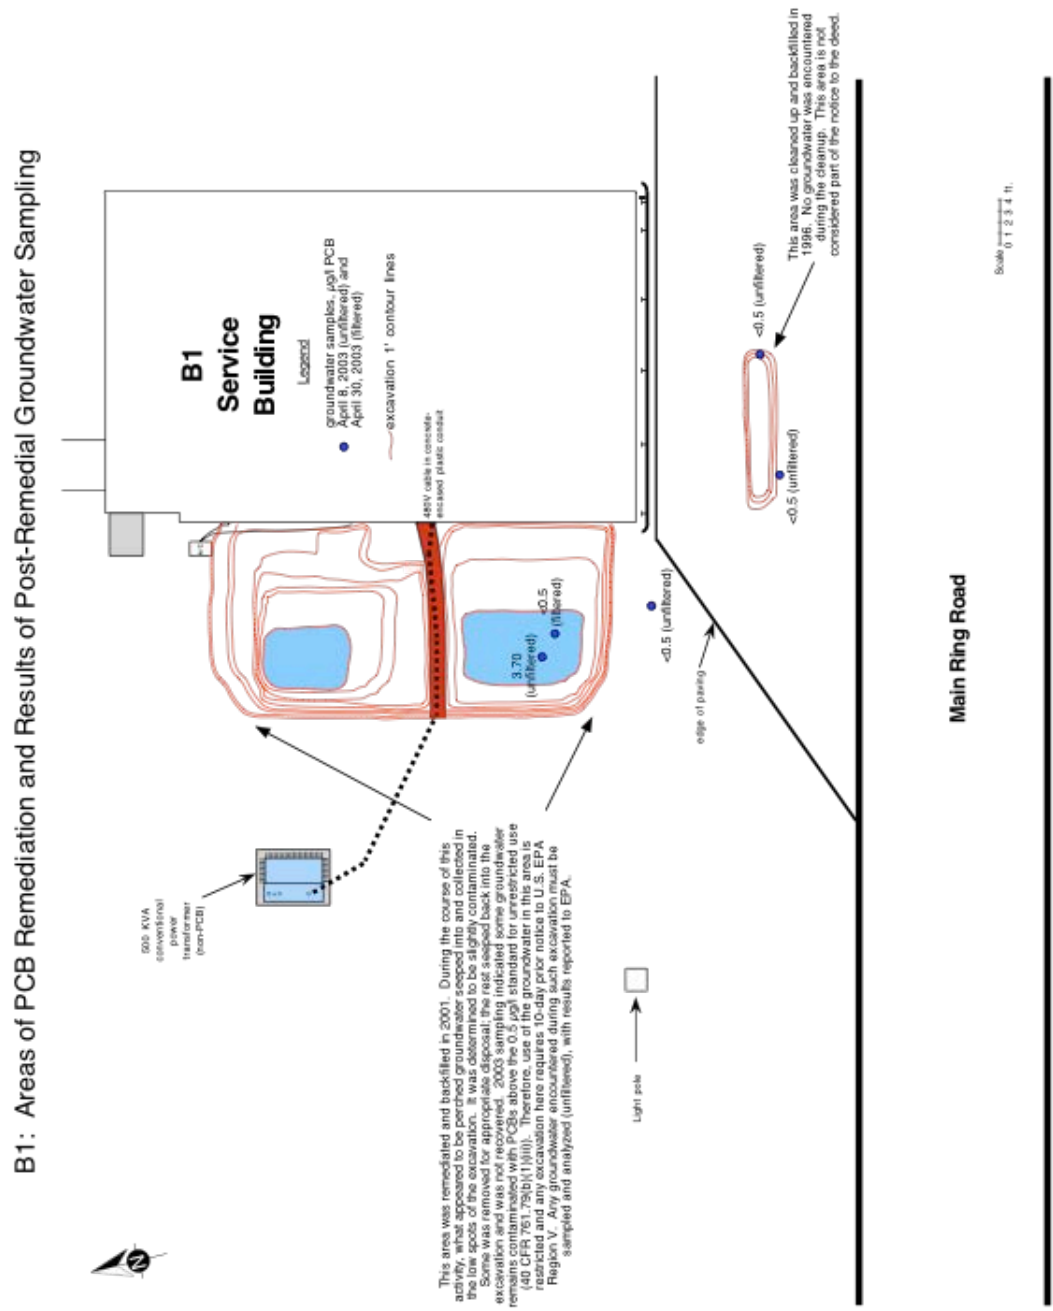 B1: Areas of PCB Remediation and Results of Post-Remedial Groundwater Sampling
B1
Service
Building
Legend
groundwater samples, µg/l PCB
April 8, 2003 (unfiltered) and
April 30, 2003 (filtered)
excavation 1' contour lines
480V cable in concrete-
encased plastic conduit
This area was cleaned up and backfilled in
1996. No groundwater was encountered
during the cleanup. This area is not
considered part of the notice to the deed.
Scale
0 1 2 3 4 ft.
<0.5 (unfiltered)
<0.5 (unfiltered)
<0.5 (unfiltered)
<0.5
(filtered)
3.70
(unfiltered)
edge of paving
Main Ring Road
500 KVA
conventional
power
transformer
(non-PCB)
This area was remediated and backfilled in 2001. During the course of this
activity, what appeared to be perched groundwater seeped into and collected in
the low spots of the excavation. It was determined to be slightly contaminated.
Some was removed for appropriate disposal; the rest seeped back into the
excavation and was not recovered. 2003 sampling indicated some groundwater
remains contaminated with PCBs above the 0.5 µg/l standard for unrestricted use
(40 CFR 761.79(b)(1)(iii)). Therefore, use of the groundwater in this area is
restricted and any excavation here requires 10-day prior notice to U.S. EPA
Region V. Any groundwater encountered during such excavation must be
sampled and analyzed (unfiltered), with results reported to EPA.
Light pole
N